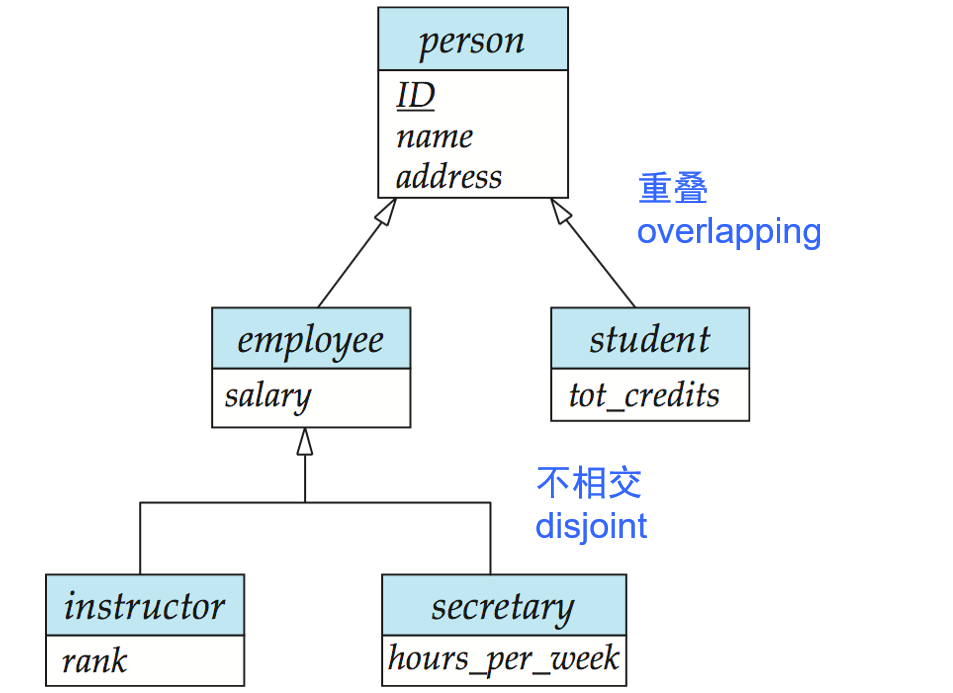 person
ID
name
address
重叠
overlapping
employee
salary
student
tot_credits
不相交
disjoint
instructor
rank
secretary
hours_per_week